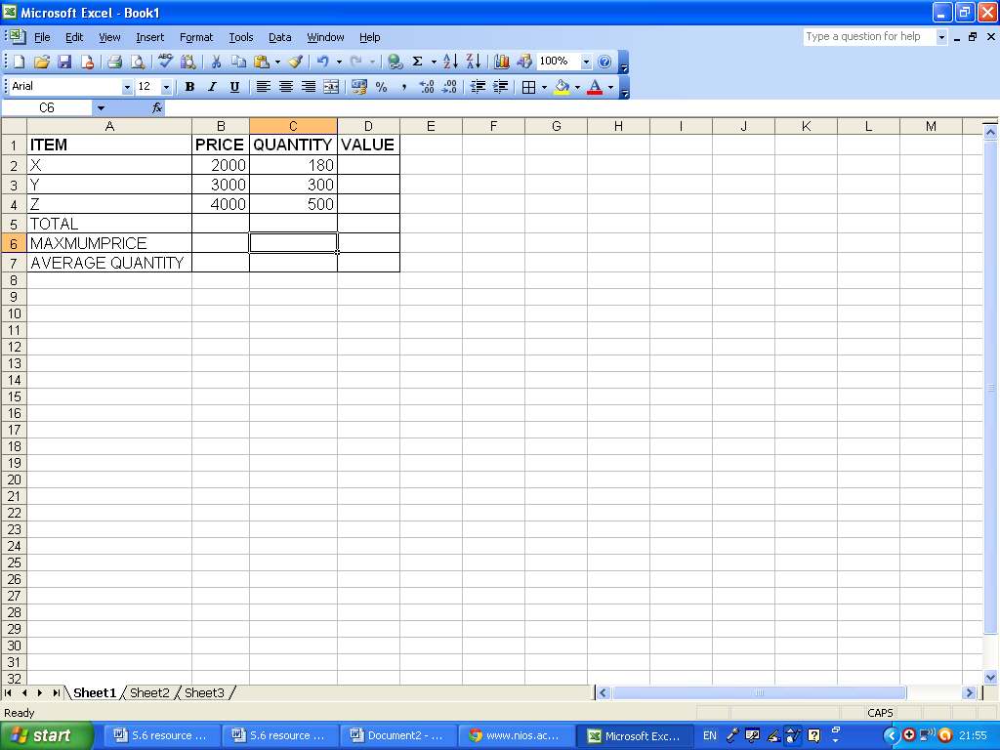 Microsoft Excel - Book1
File Edit View Insert Format Tools Data Window Help Type a question for help
100%
Arial 12 B I U
C6 fx
A B C D E F G H I J K L M
1 ITEM PRICE QUANTITY VALUE
2 X 2000 180
3 Y 3000 300
4 Z 4000 500
5 TOTAL
6 MAXMUMPRICE
7 AVERAGE QUANTITY
8
9
10
11
12
13
14
15
16
17
18
19
20
21
22
23
24
25
26
27
28
29
30
31
32
Sheet1 Sheet2 Sheet3
Ready CAPS
start S.6 resource ... S.6 resource ... Document2 - ... www.nios.ac.... Microsoft Exc... EN 21:55